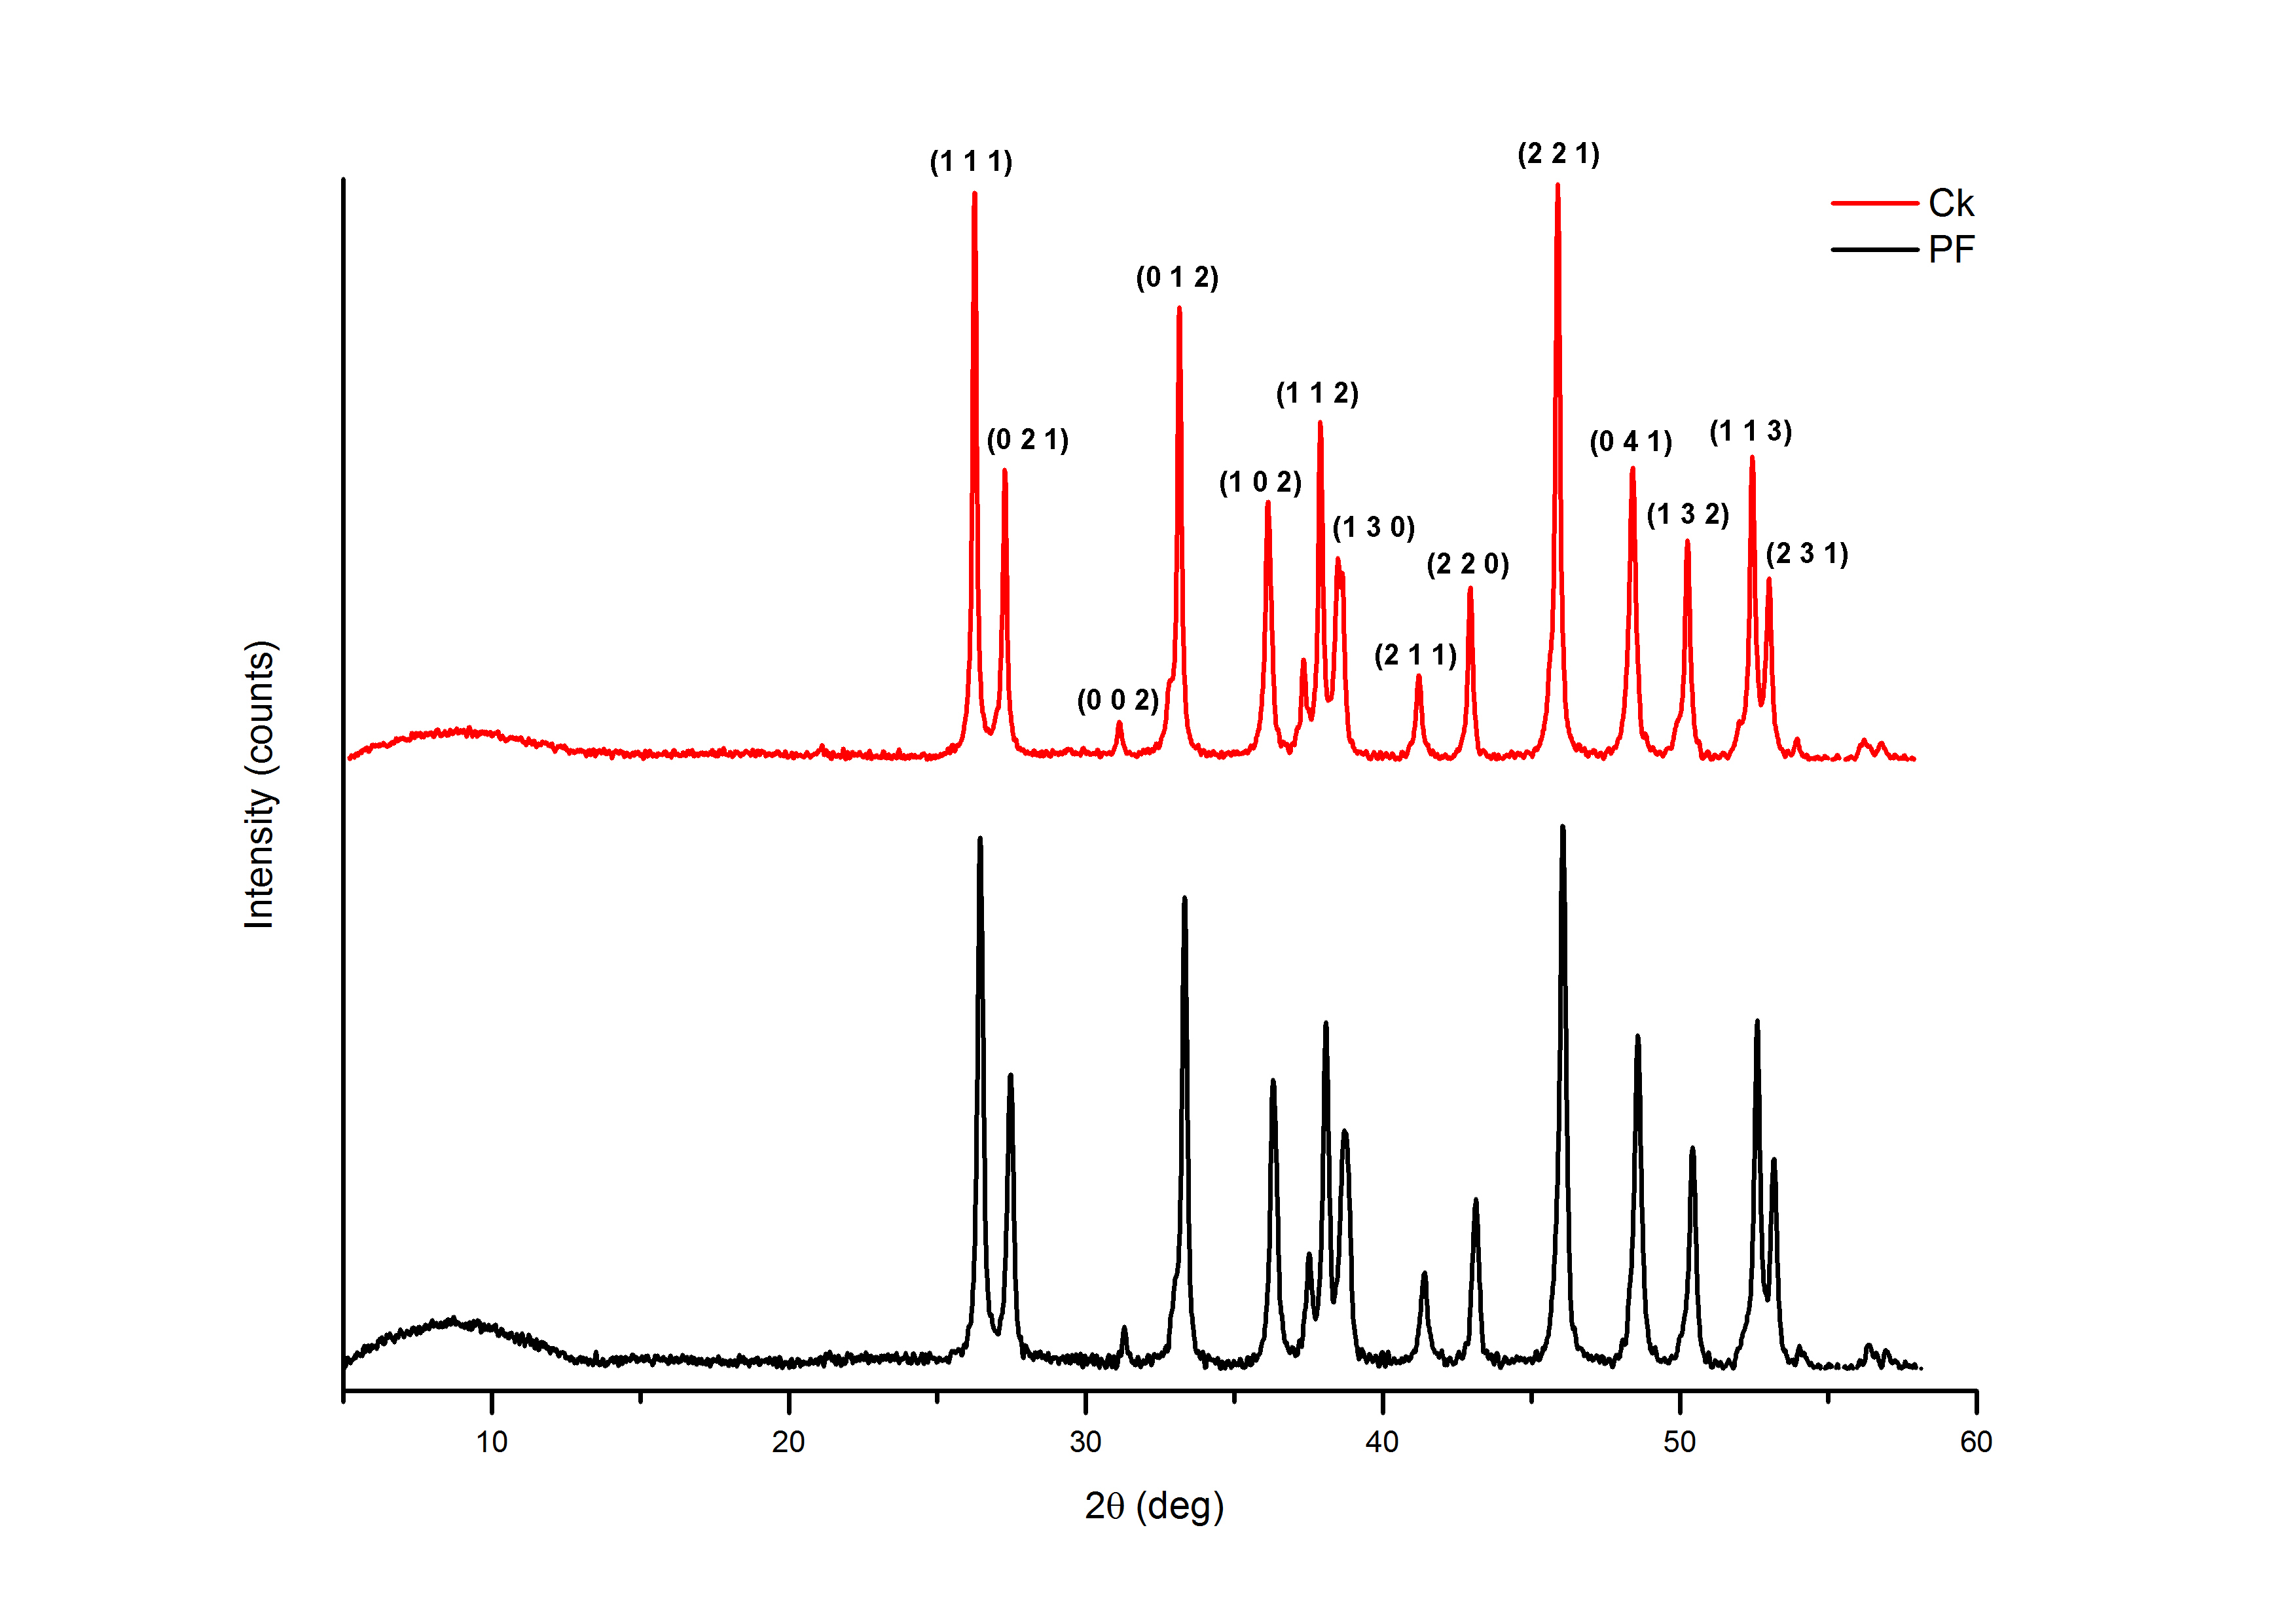 (1 1 1)
(2 2 1)
Ck
PF
(0 1 2)
(1 1 2)
(0 2 1)
(0 4 1)
(1 1 3)
(1 0 2)
(1 3 0)
(1 3 2)
(2 2 0)
(2 3 1)
(2 1 1)
(0 0 2)
Intensity (counts)
10 20 30 40 50 60
2θ (deg)